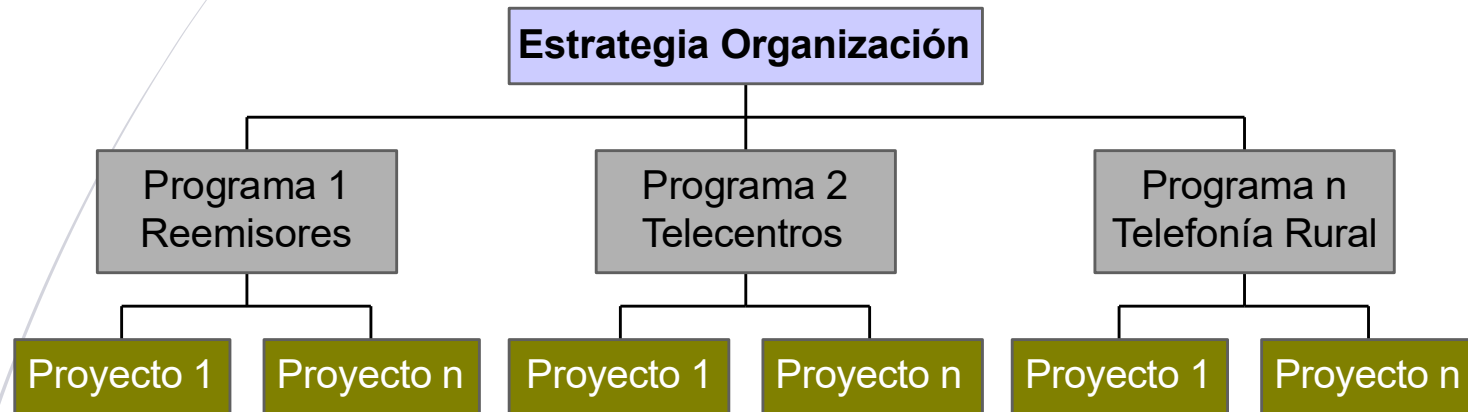 Estrategia Organización
Programa 1
Reemisores
Programa 2
Telecentros
Programa n
Telefonía Rural
Proyecto 1
Proyecto n
Proyecto 1
Proyecto n
Proyecto 1
Proyecto n